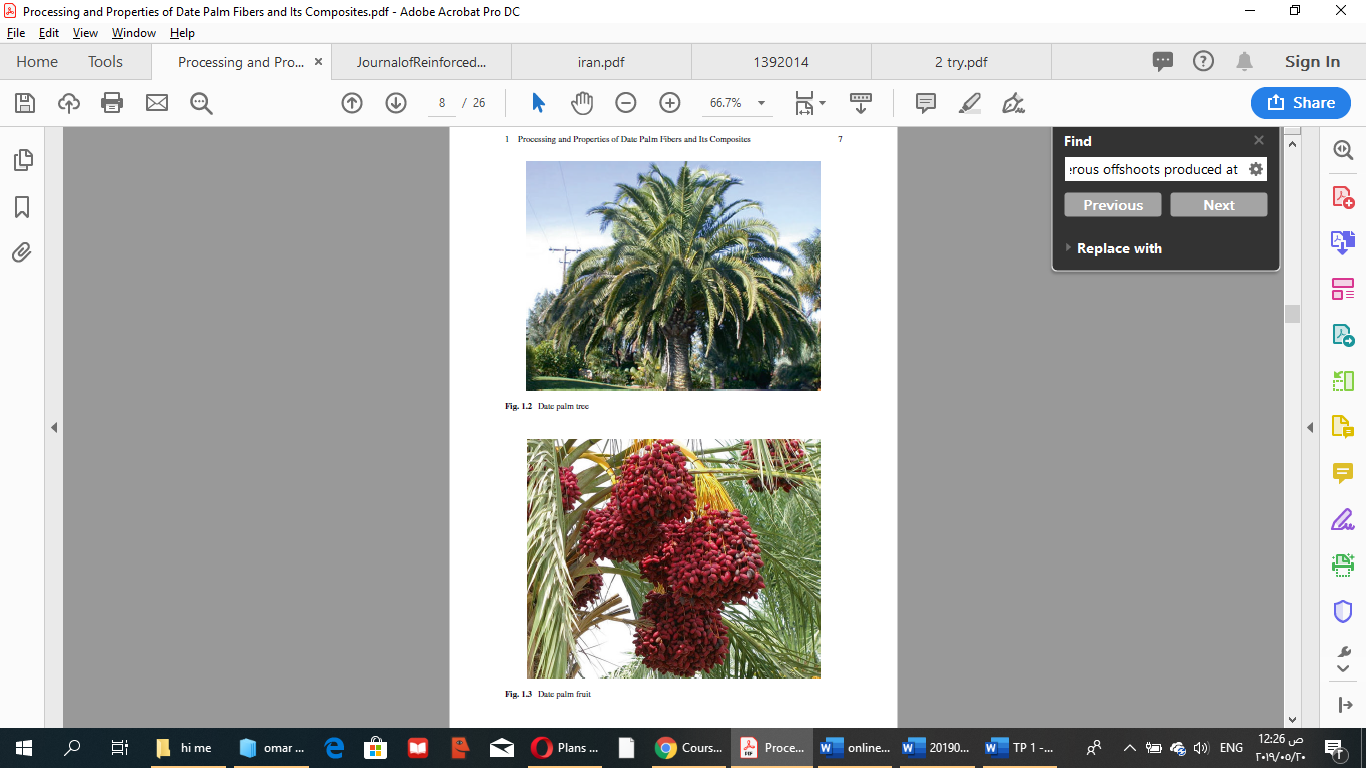 Processing and Properties of Date Palm Fibers and Its Composites.pdf - Adobe Acrobat Pro DC
File Edit View Window Help
Home Tools Processing and Pro... × JournalofReinforced... iran.pdf 1392014 2 try.pdf Sign In
8 / 26 66.7% Share
1 Processing and Properties of Date Palm Fibers and Its Composites 7
Find
erous offshoots produced at
Previous Next
Replace with
Fig. 1.2 Date palm tree
Fig. 1.3 Date palm fruit
hi me omar ... Plans ... Cours... Proce... online... 20190... TP 1 -... ENG 12:26 ص
٢٠١٩/٠٥/٢٠